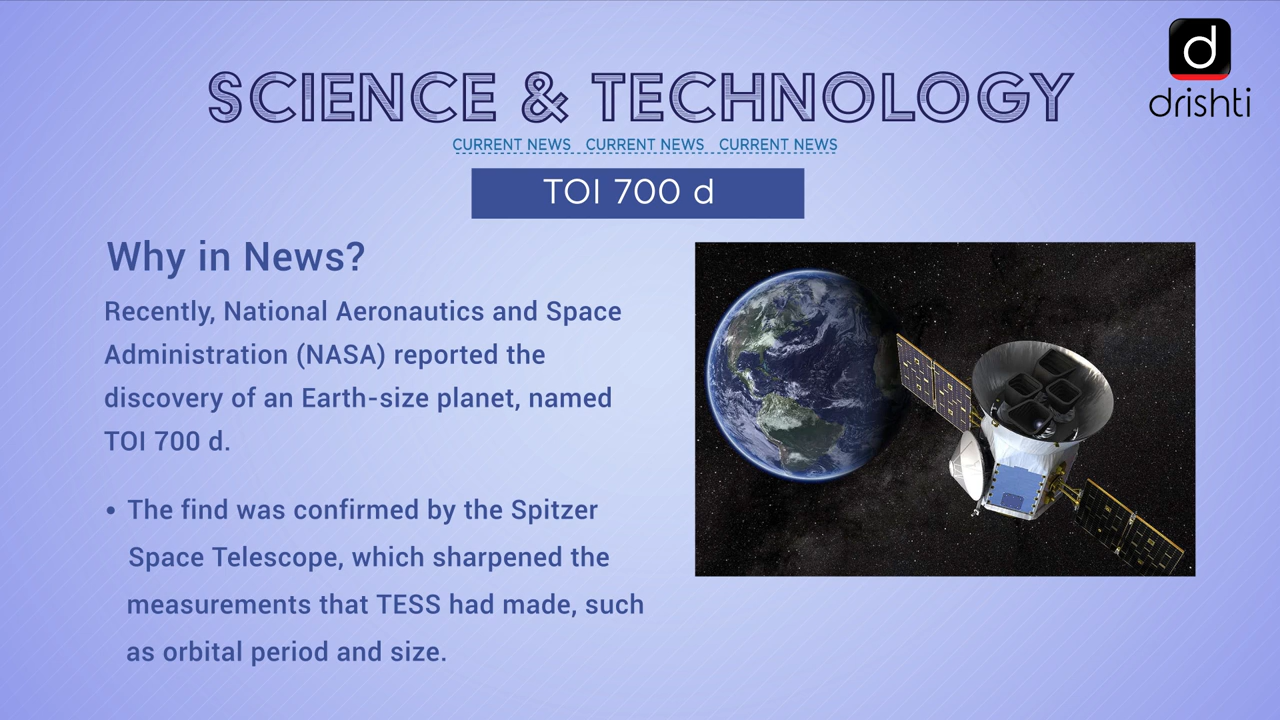 d
drishti
SCIENCE & TECHNOLOGY
CURRENT NEWS CURRENT NEWS CURRENT NEWS
TOI 700 d
Why in News?
Recently, National Aeronautics and Space
Administration (NASA) reported the
discovery of an Earth-size planet, named
TOI 700 d.
• The find was confirmed by the Spitzer
Space Telescope, which sharpened the
measurements that TESS had made, such
as orbital period and size.